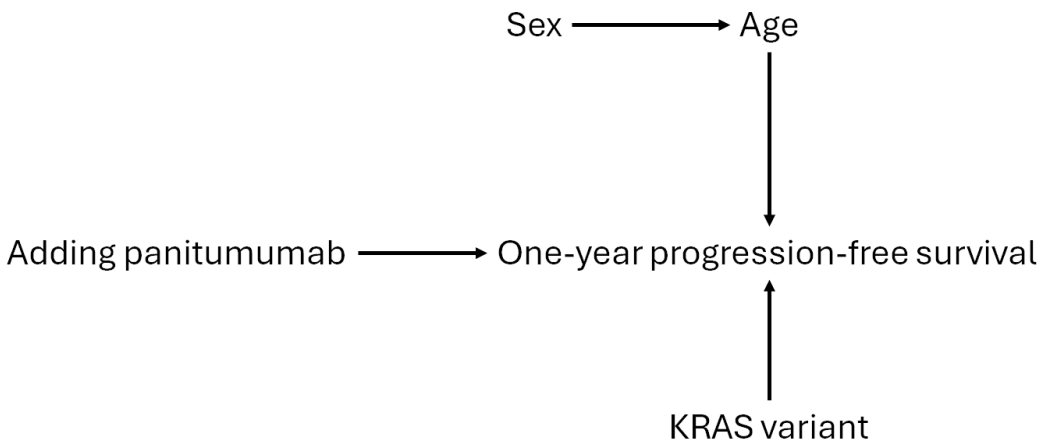 Sex
Age
Adding panitumumab
One-year progression-free survival
KRAS variant